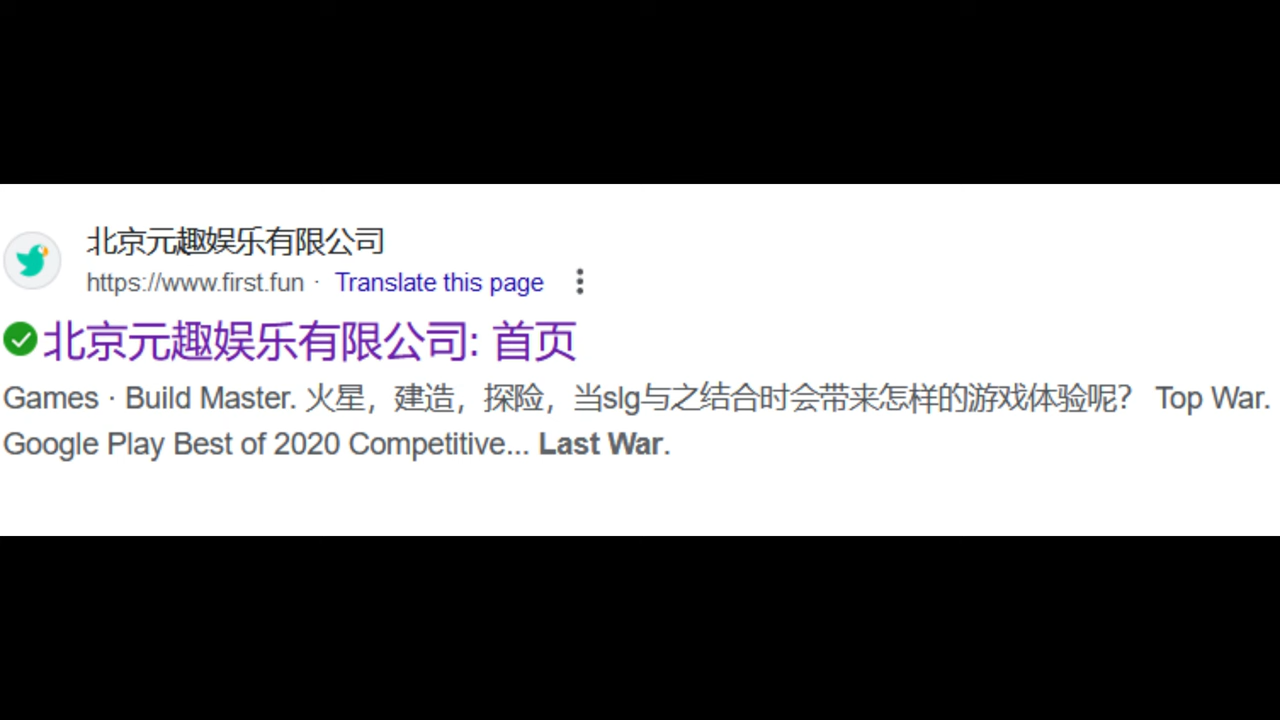 北京元趣娱乐有限公司
https://www.first.fun · Translate this page
北京元趣娱乐有限公司: 首页
Games · Build Master. 火星，建造，探险，当slg与之结合时会带来怎样的游戏体验呢？ Top War.
Google Play Best of 2020 Competitive... Last War.